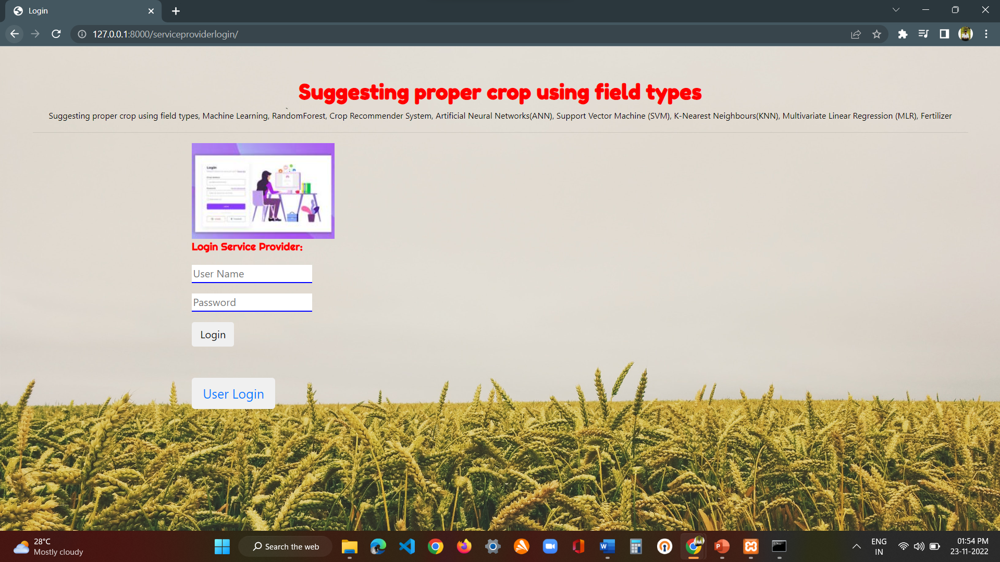 Login
127.0.0.1:8000/serviceproviderlogin/
Suggesting proper crop using field types
Suggesting proper crop using field types, Machine Learning, RandomForest, Crop Recommender System, Artificial Neural Networks(ANN), Support Vector Machine (SVM), K-Nearest Neighbours(KNN), Multivariate Linear Regression (MLR), Fertilizer
Login
Login Service Provider:
User Name
Password
Login
User Login
28°C
Mostly cloudy
Search the web
ENG
IN
01:54 PM
23-11-2022